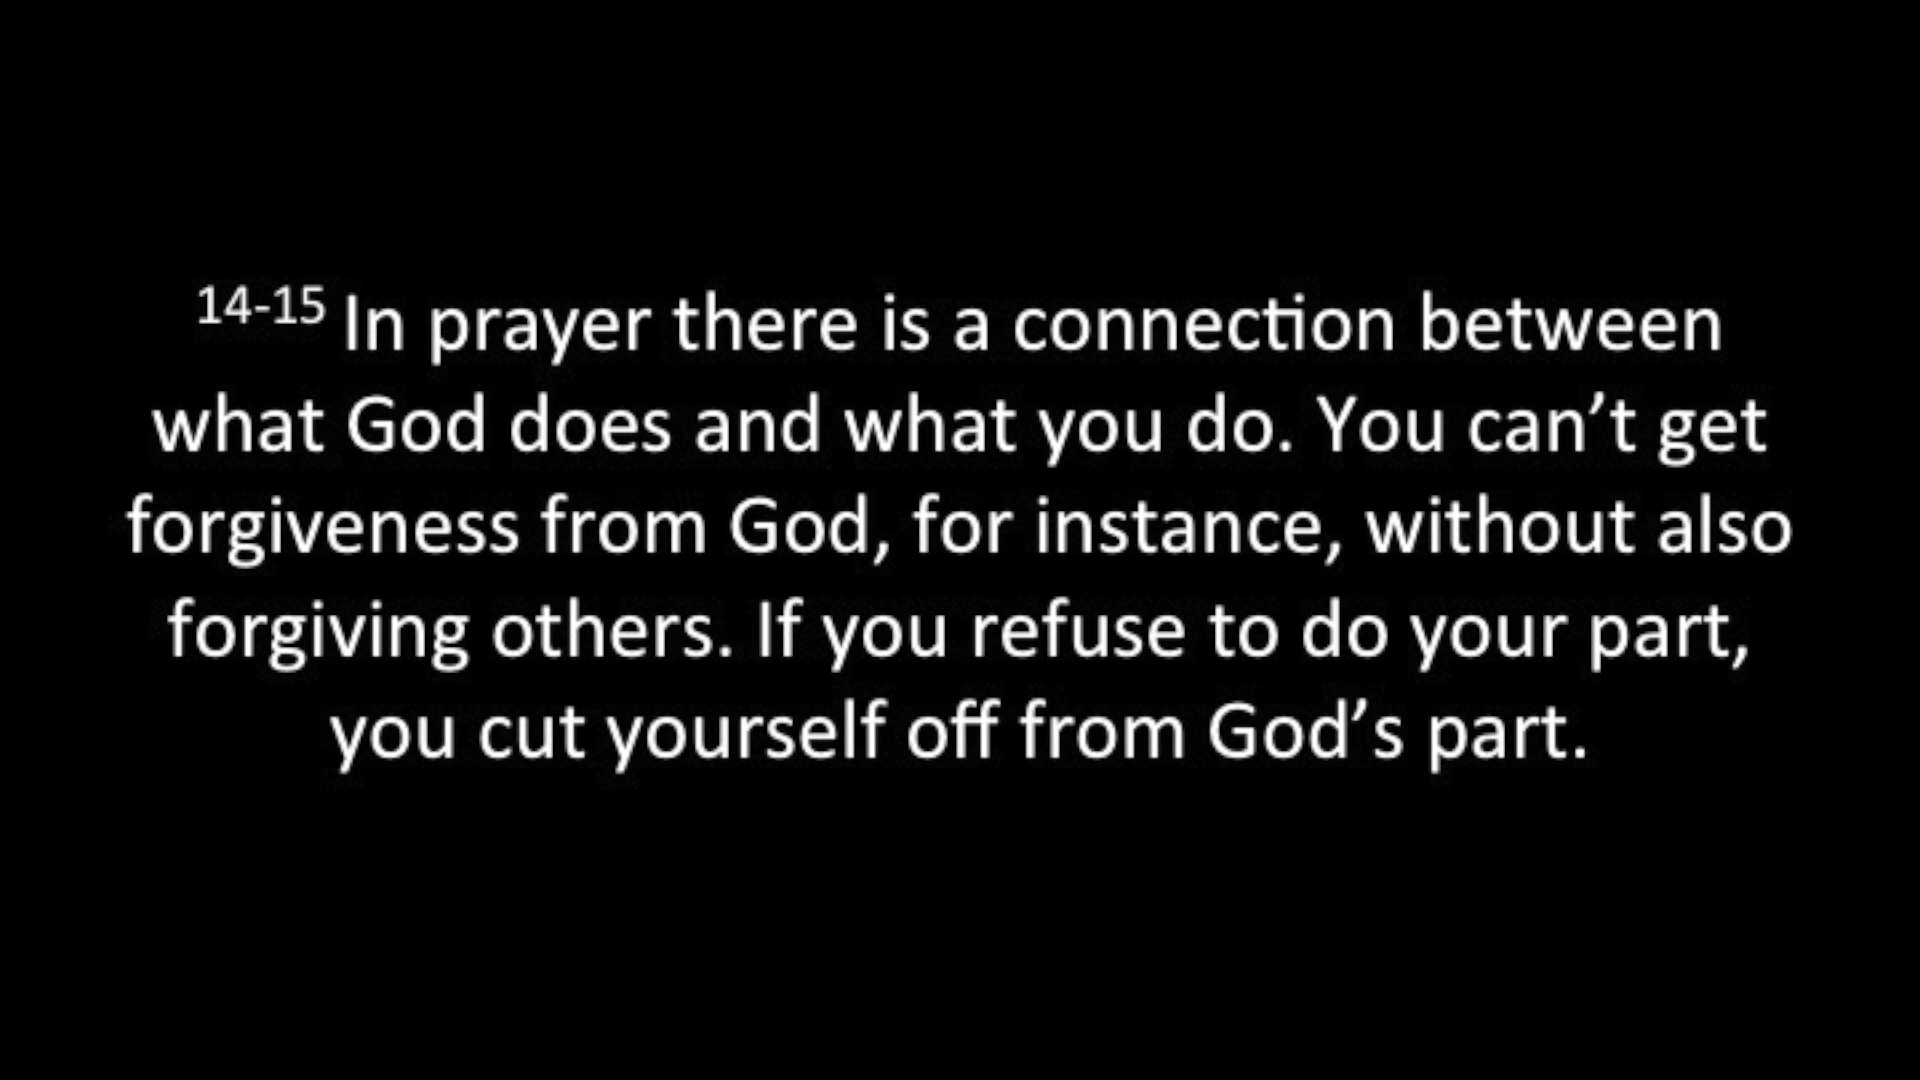 14-15 In prayer there is a connection between
what God does and what you do. You can’t get
forgiveness from God, for instance, without also
forgiving others. If you refuse to do your part,
you cut yourself off from God’s part.